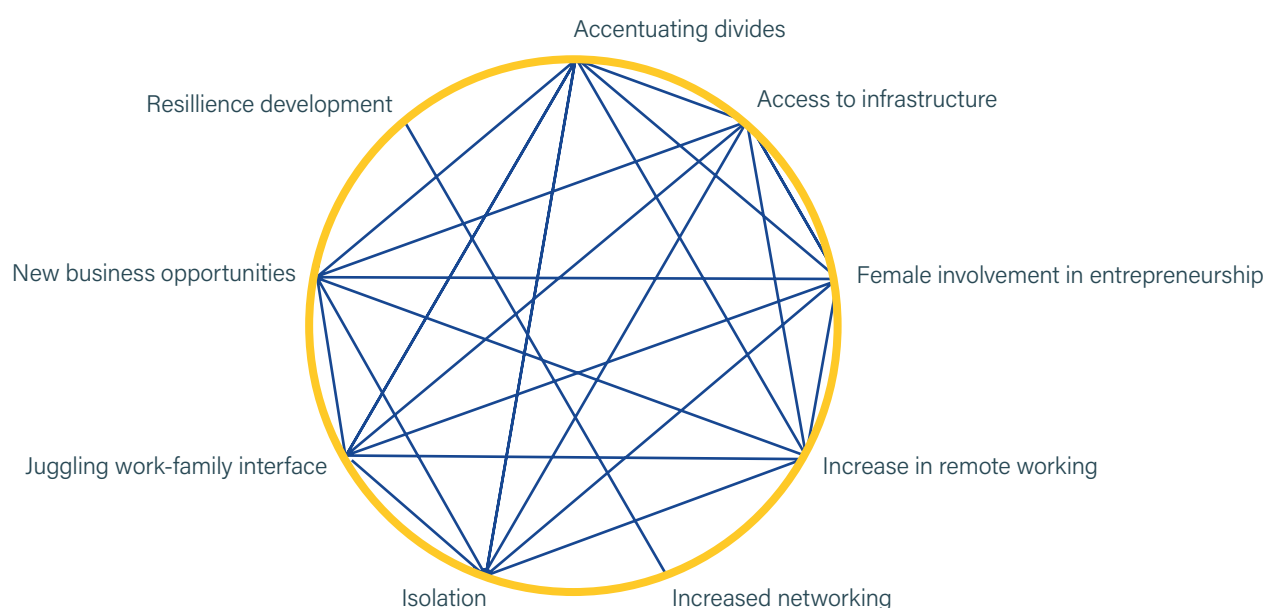 Accentuating divides
Resillience development
Access to infrastructure
New business opportunities
Female involvement in entrepreneurship
Juggling work-family interface
Increase in remote working
Isolation
Increased networking